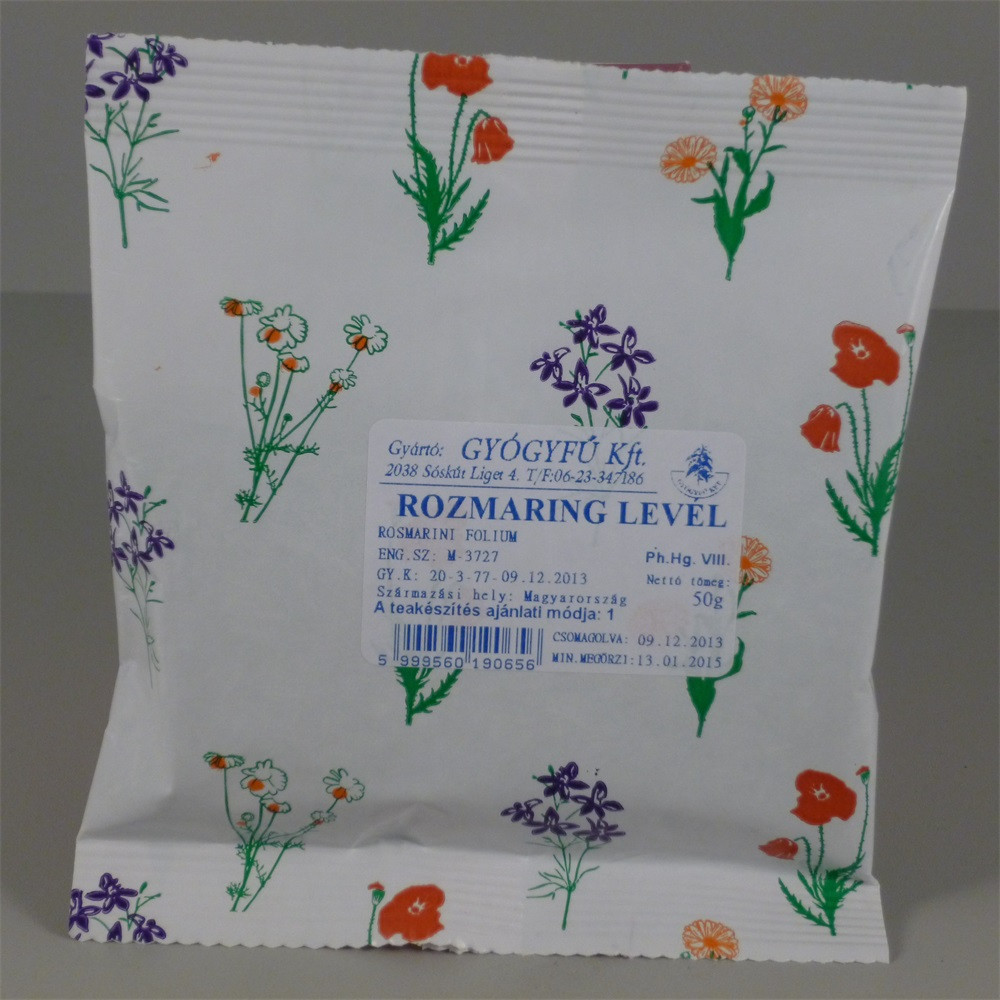 Gyártó: GYÓGYFŰ Kft.
2038 Sóskút Liget 4. T/F:06-23-347186
ROZMARING LEVÉL
ROSMARINI FOLIUM
ENG.SZ: M-3727
Ph.Hg. VIII.
GY.K: 20-3-77-09.12.2013
Nettó tömeg:
Származási hely: Magyarország
50g
A teakészítés ajánlati módja: 1
CSOMAGOLVA: 09.12.2013
MIN.MEGŐRZI:13.01.2015
5 999560 190656